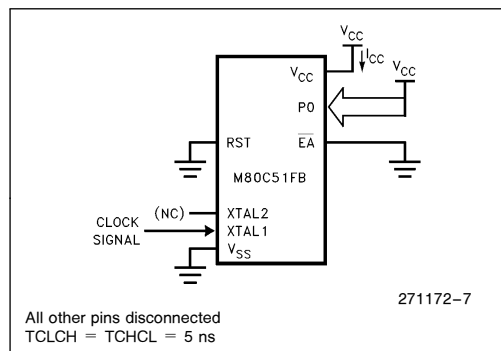 VCC
ICC
VCC
VCC
P0
RST
EA
M80C51FB
(NC)
XTAL2
CLOCK
SIGNAL
XTAL1
VSS
271172–7
All other pins disconnected
TCLCH = TCHCL = 5 ns